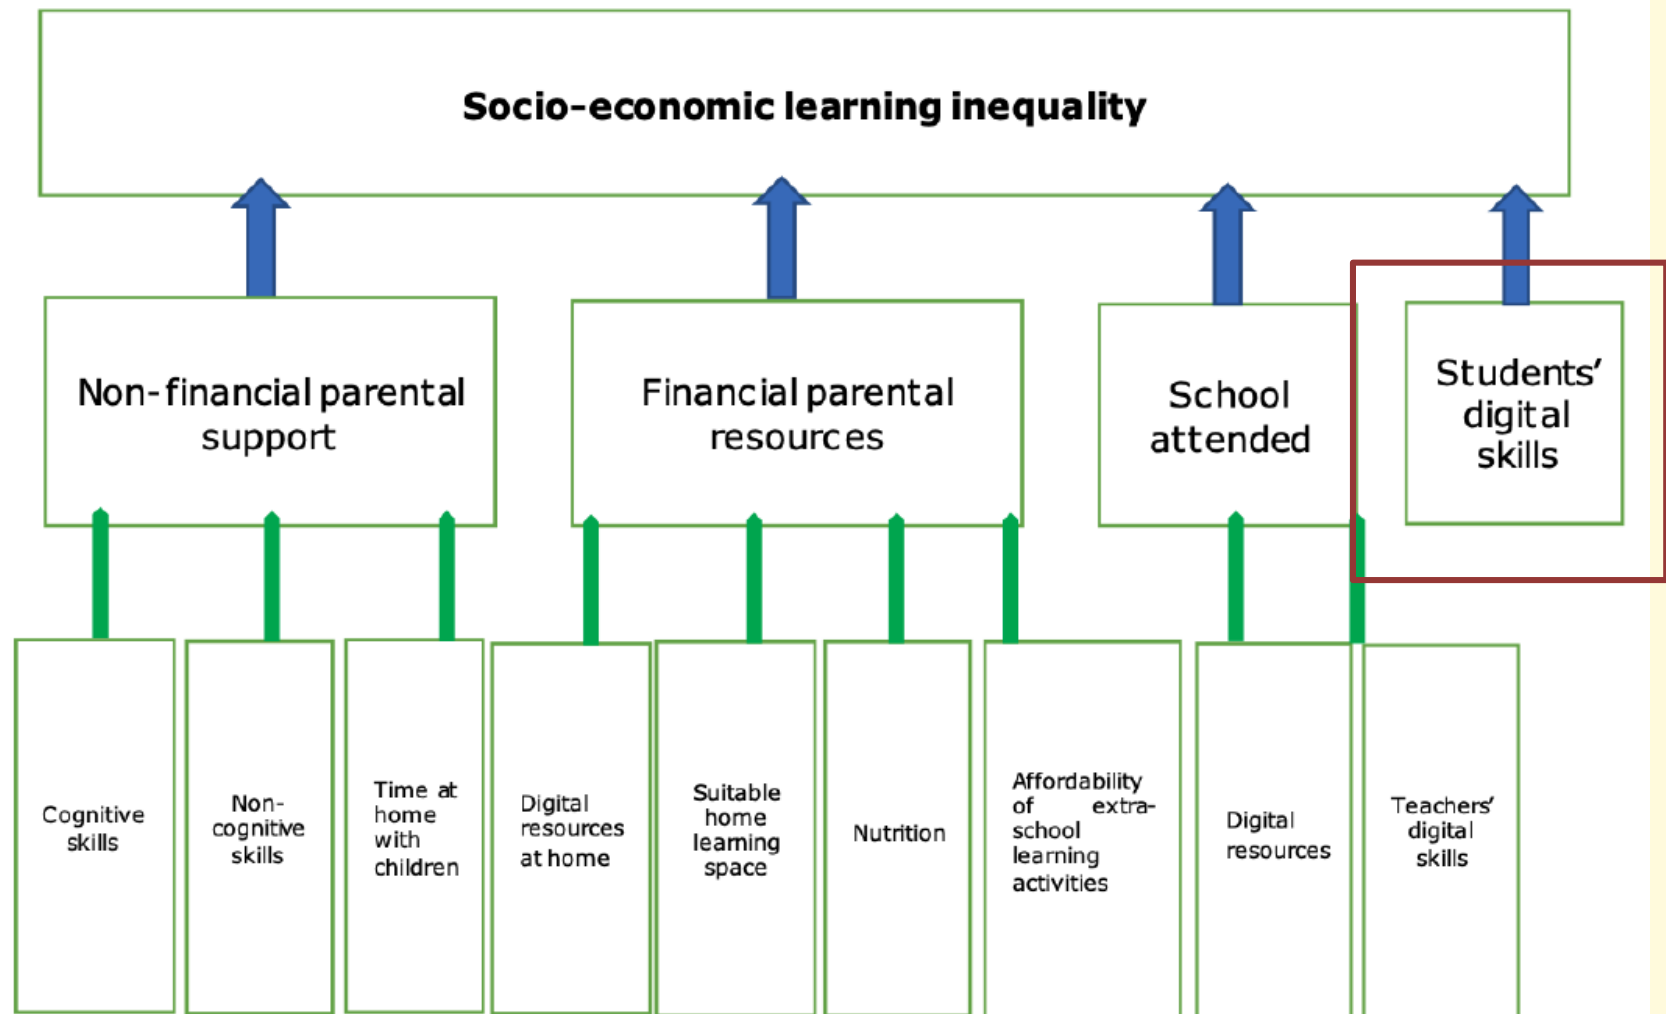 Socio-economic learning inequality
Non-financial parental
support
Financial parental
resources
School
attended
Students’
digital
skills
Cognitive
skills
Non-
cognitive
skills
Time at
home
with
children
Digital
resources
at home
Suitable
home
learning
space
Nutrition
Affordability
of extra-
school
learning
activities
Digital
resources
Teachers’
digital
skills